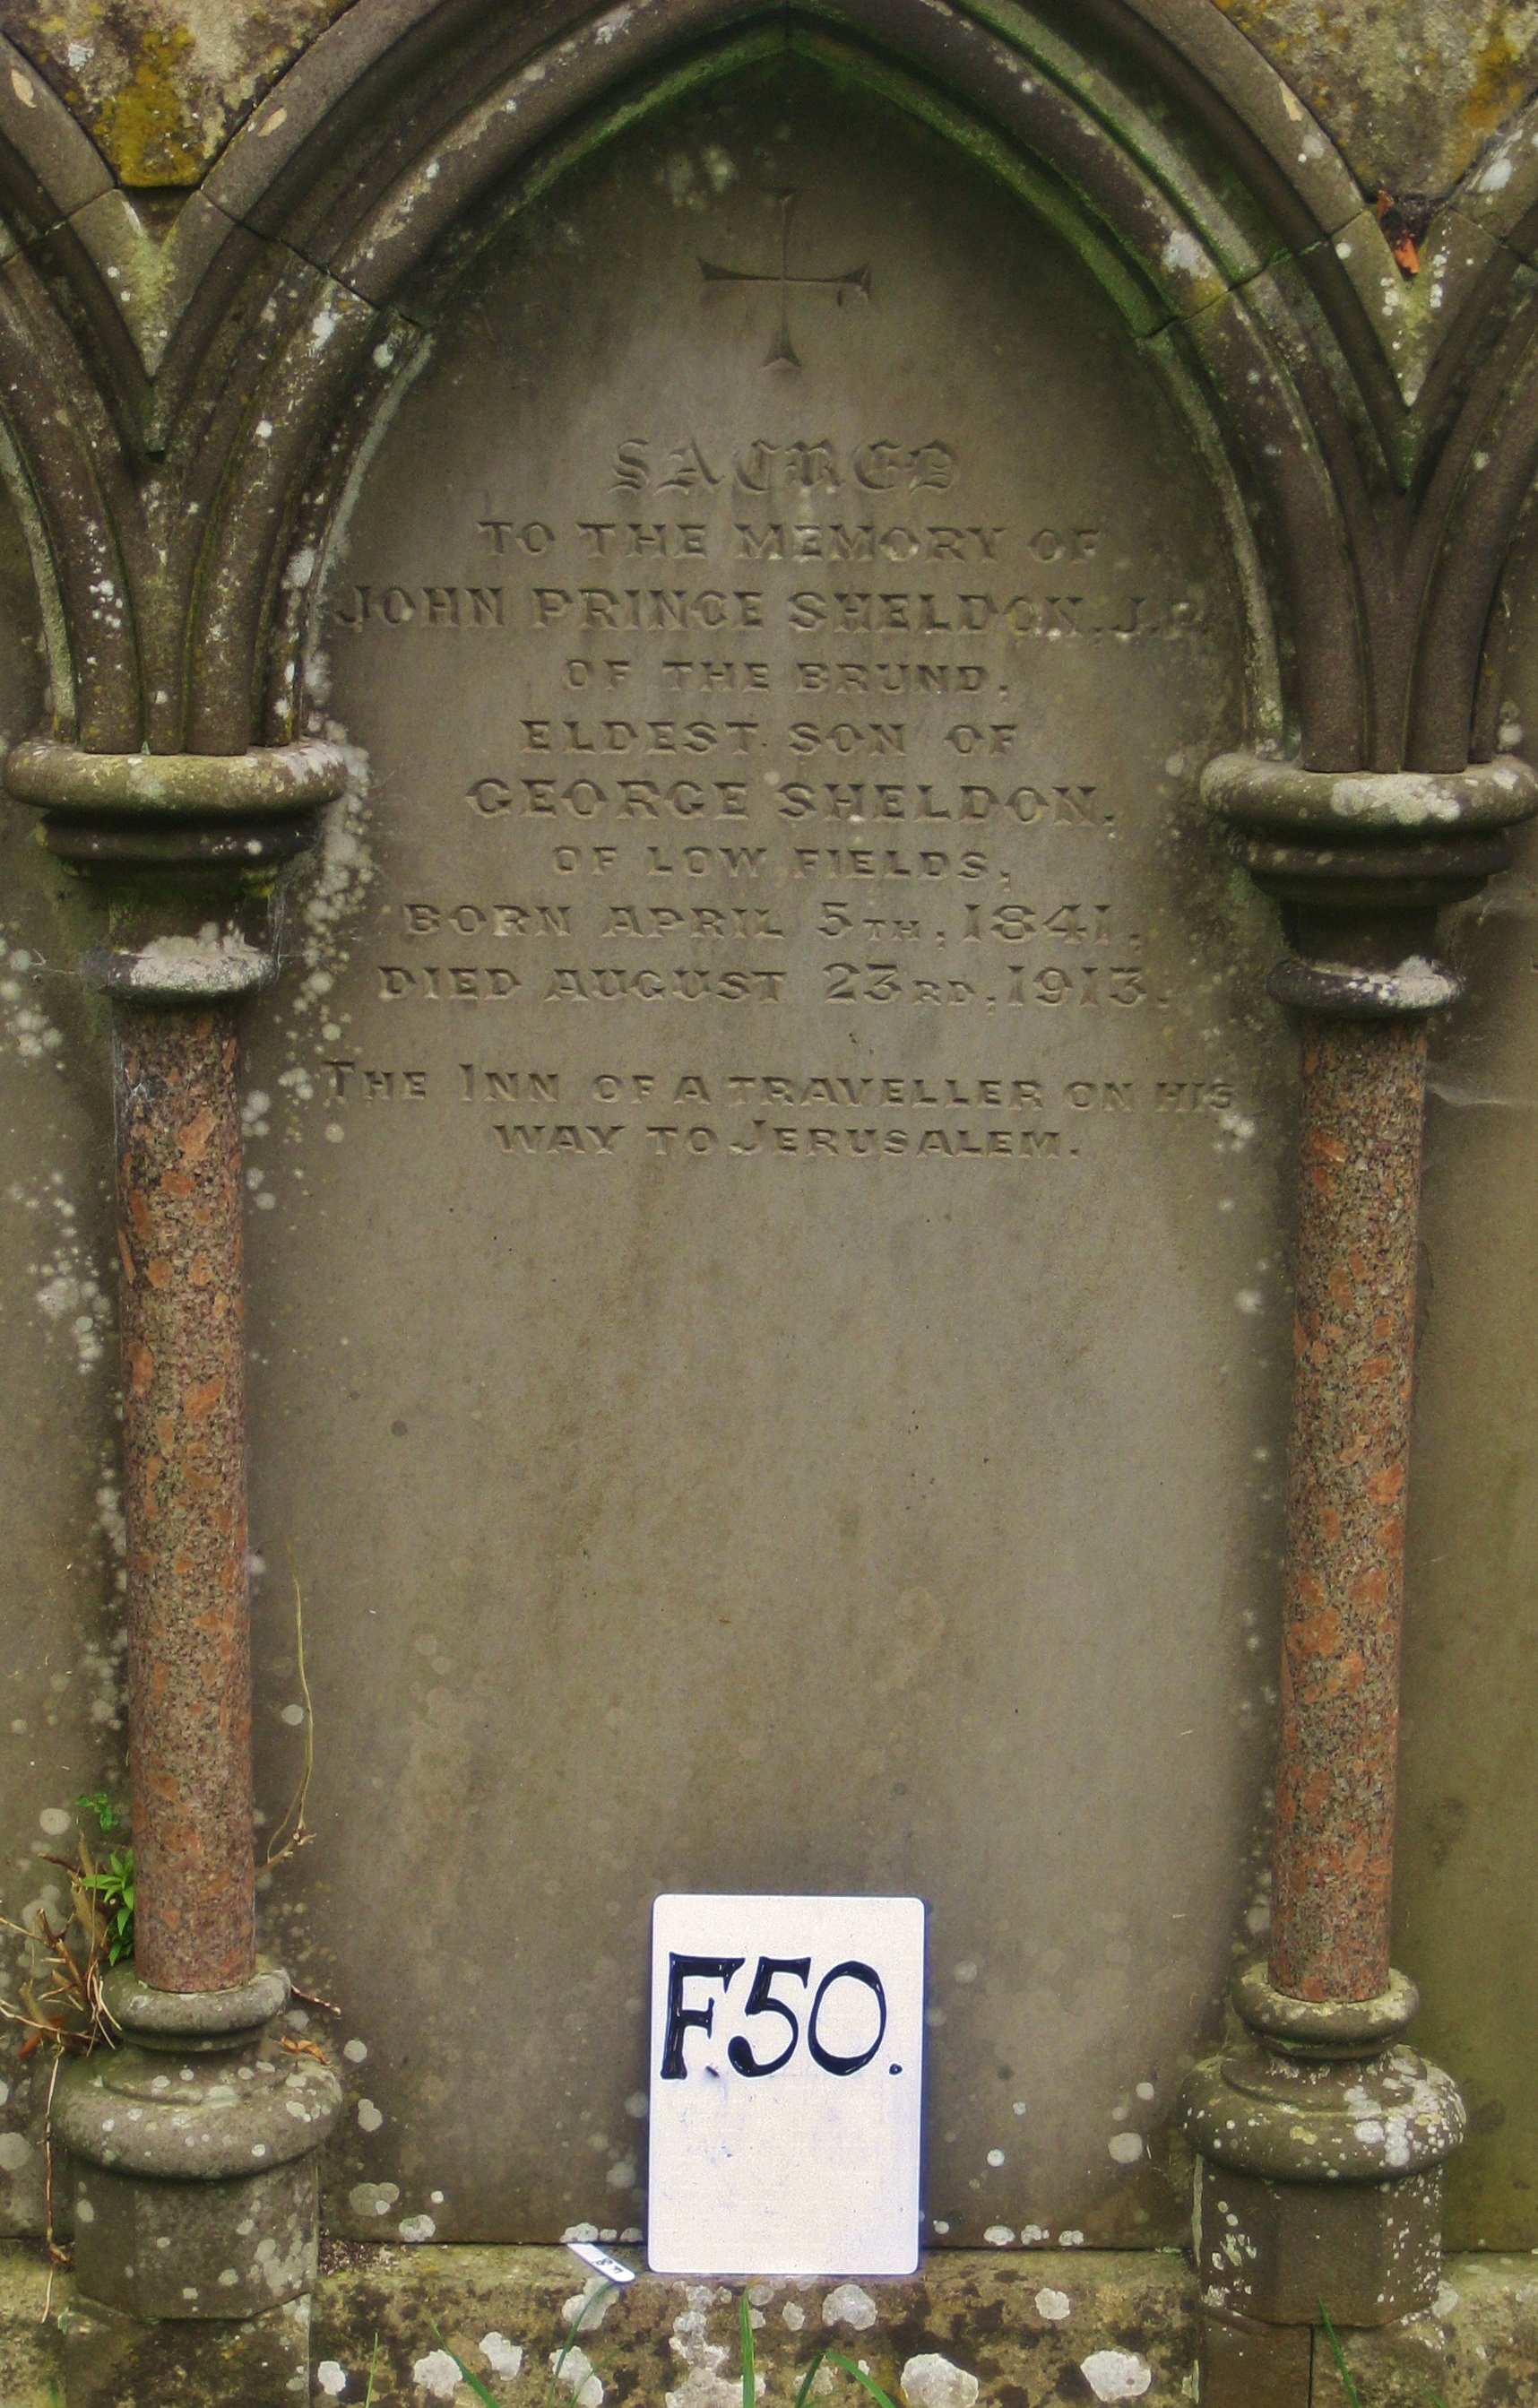 SACRED
TO THE MEMORY OF
JOHN PRINCE SHELDON, J.P.
OF THE BRUND,
ELDEST SON OF
GEORGE SHELDON,
OF LOW FIELDS,
BORN APRIL 5TH, 1841,
DIED AUGUST 23RD, 1913.
THE INN OF A TRAVELLER ON HIS
WAY TO JERUSALEM.
F50.